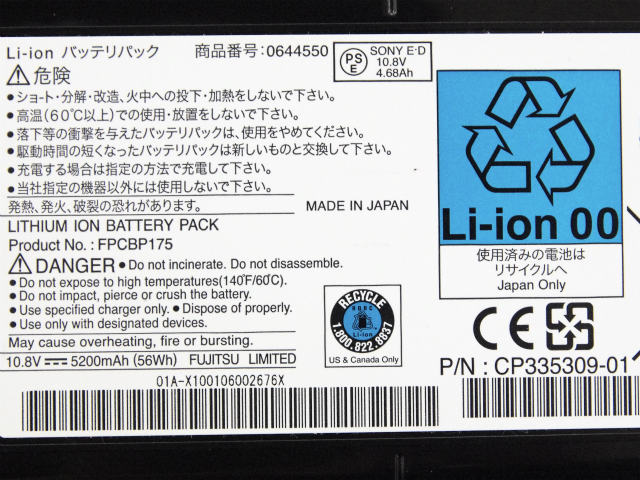 Li-ion バッテリパック 商品番号:0644550
PS
E
SONY E-D
10.8V
4.68Ah
危険
•ショート・分解・改造、火中への投下・加熱をしないで下さい。
•高温(60℃以上)での使用・放置をしないで下さい。
•落下等の衝撃を与えたバッテリパックは、使用をやめてください。
•駆動時間の短くなったバッテリパックは新しいものと交換して下さい。
•充電する場合は指定の方法で充電して下さい。
•当社指定の機器以外には使用しないで下さい。
発熱、発火、破裂の恐れがあります。
MADE IN JAPAN
LITHIUM ION BATTERY PACK
Product No. : FPCBP175
DANGER • Do not incinerate. Do not disassemble.
• Do not expose to high temperatures(140°F/60℃).
• Do not impact, pierce or crush the battery.
• Use specified charger only. • Dispose of properly.
• Use only with designated devices.
May cause overheating, fire or bursting.
10.8V 5200mAh (56Wh) FUJITSU LIMITED
01A-X100106002676X
RECYCLE
RBRC
Li-ion
1.800.822.8837
US & Canada Only
Li-ion 00
使用済みの電池は
リサイクルへ
Japan Only
CE
P/N : CP335309-01